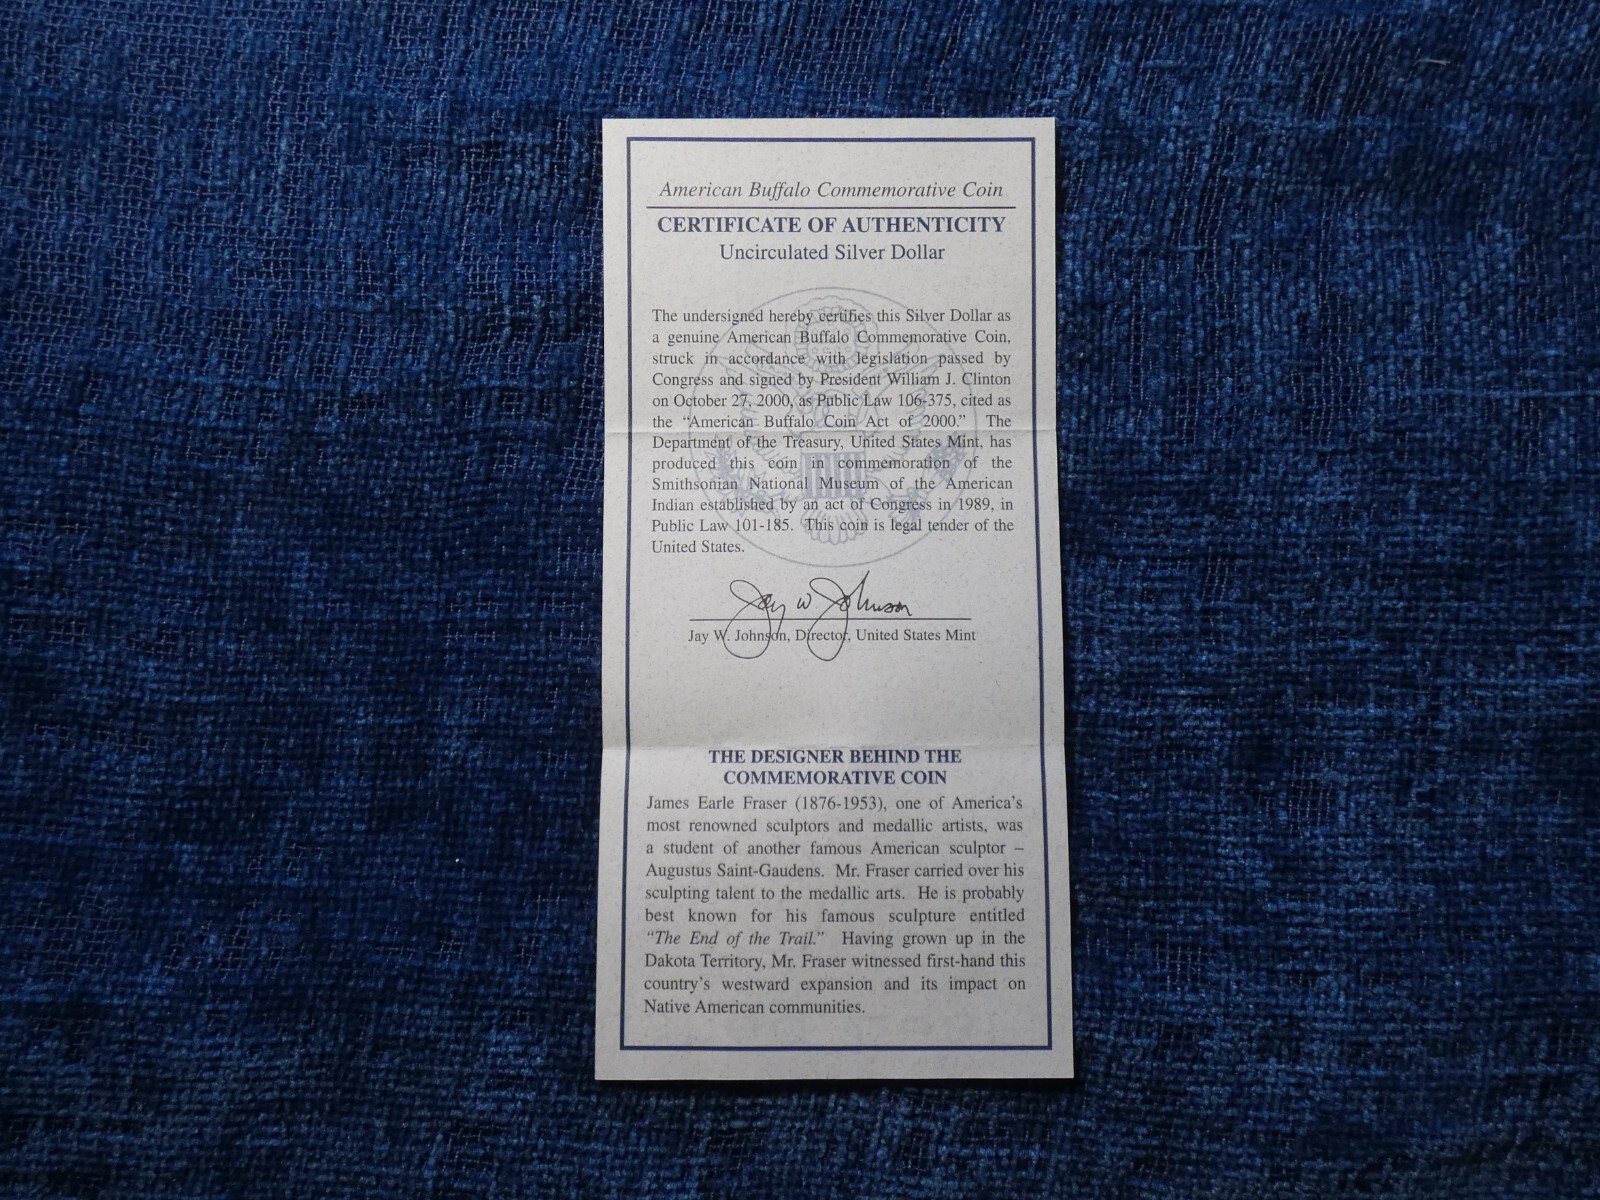 American Buffalo Commemorative Coin
CERTIFICATE OF AUTHENTICITY
Uncirculated Silver Dollar
The undersigned hereby certifies this Silver Dollar as
a genuine American Buffalo Commemorative Coin,
struck in accordance with legislation passed by
Congress and signed by President William J. Clinton
on October 27, 2000, as Public Law 106-375, cited as
the “American Buffalo Coin Act of 2000.” The
Department of the Treasury, United States Mint, has
produced this coin in commemoration of the
Smithsonian National Museum of the American
Indian established by an act of Congress in 1989, in
Public Law 101-185. This coin is legal tender of the
United States.
Jay W Johnson
Jay W. Johnson, Director, United States Mint
THE DESIGNER BEHIND THE
COMMEMORATIVE COIN
James Earle Fraser (1876-1953), one of America’s
most renowned sculptors and medallic artists, was
a student of another famous American sculptor –
Augustus Saint-Gaudens. Mr. Fraser carried over his
sculpting talent to the medallic arts. He is probably
best known for his famous sculpture entitled
“The End of the Trail.” Having grown up in the
Dakota Territory, Mr. Fraser witnessed first-hand this
country’s westward expansion and its impact on
Native American communities.